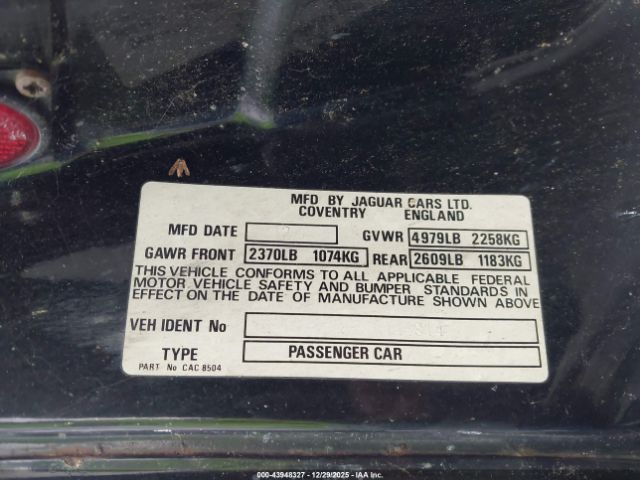 MFD BY JAGUAR CARS LTD.
COVENTRY ENGLAND
MFD DATE GVWR 4979LB 2258KG
GAWR FRONT 2370LB 1074KG REAR 2609LB 1183KG
THIS VEHICLE CONFORMS TO ALL APPLICABLE FEDERAL
MOTOR VEHICLE SAFETY AND BUMPER STANDARDS IN
EFFECT ON THE DATE OF MANUFACTURE SHOWN ABOVE
VEH IDENT No
TYPE PASSENGER CAR
PART No CAC 8504
000-43948327 - 12/29/2025 - IAA Inc.